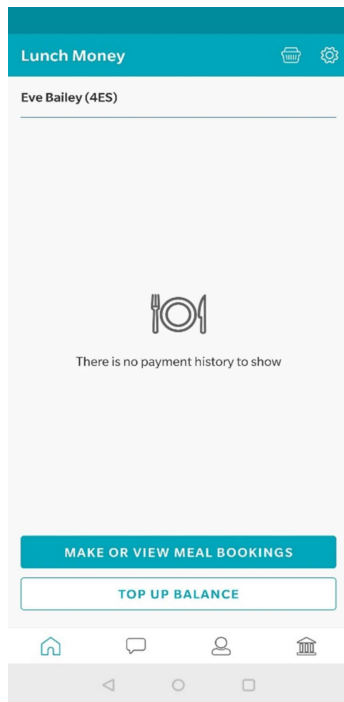 Lunch Money
Eve Bailey (4ES)
There is no payment history to show
MAKE OR VIEW MEAL BOOKINGS
TOP UP BALANCE